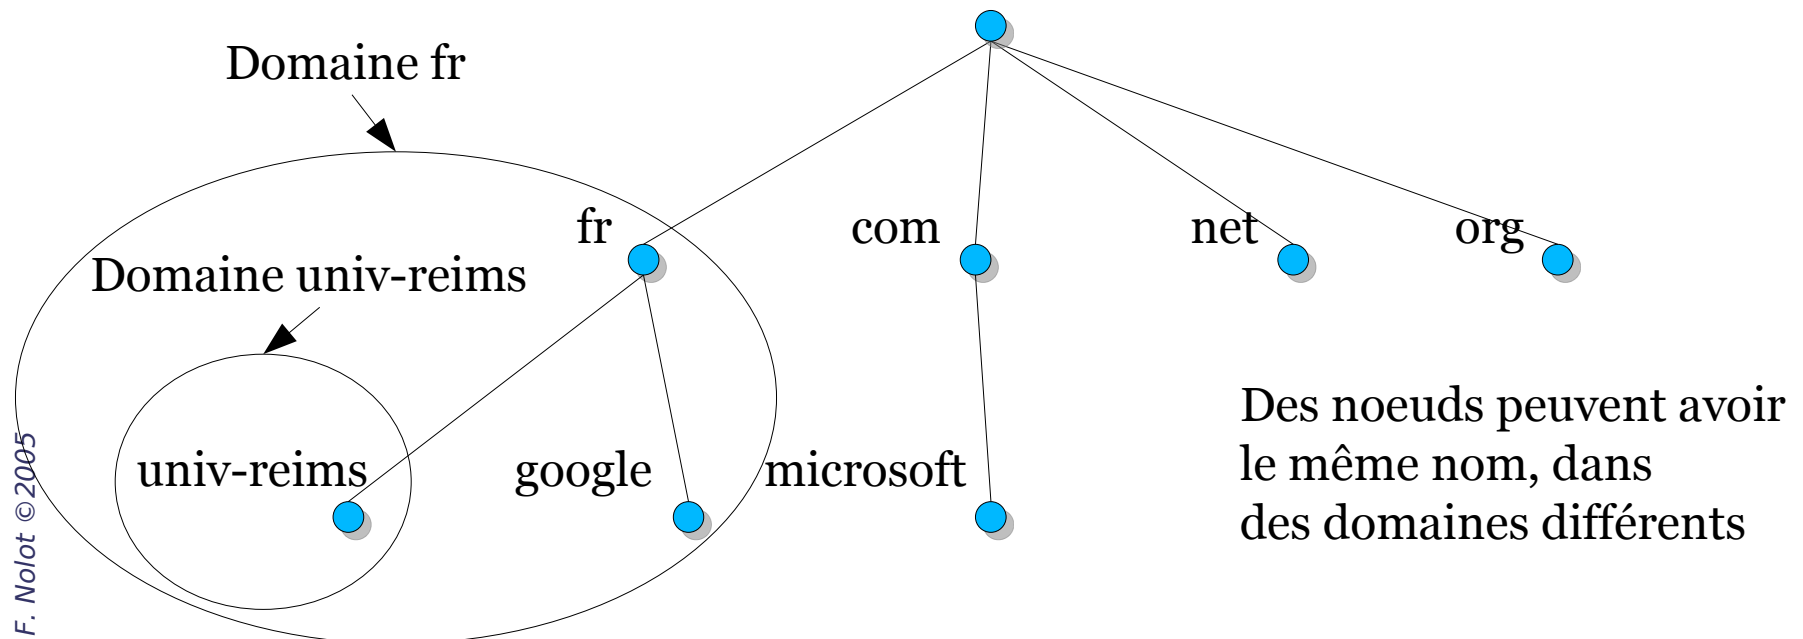 Domaine fr
fr
com
net
org
Domaine univ-reims
univ-reims
google
microsoft
Des noeuds peuvent avoir
le même nom, dans
des domaines différents
F. Nolot ©2005